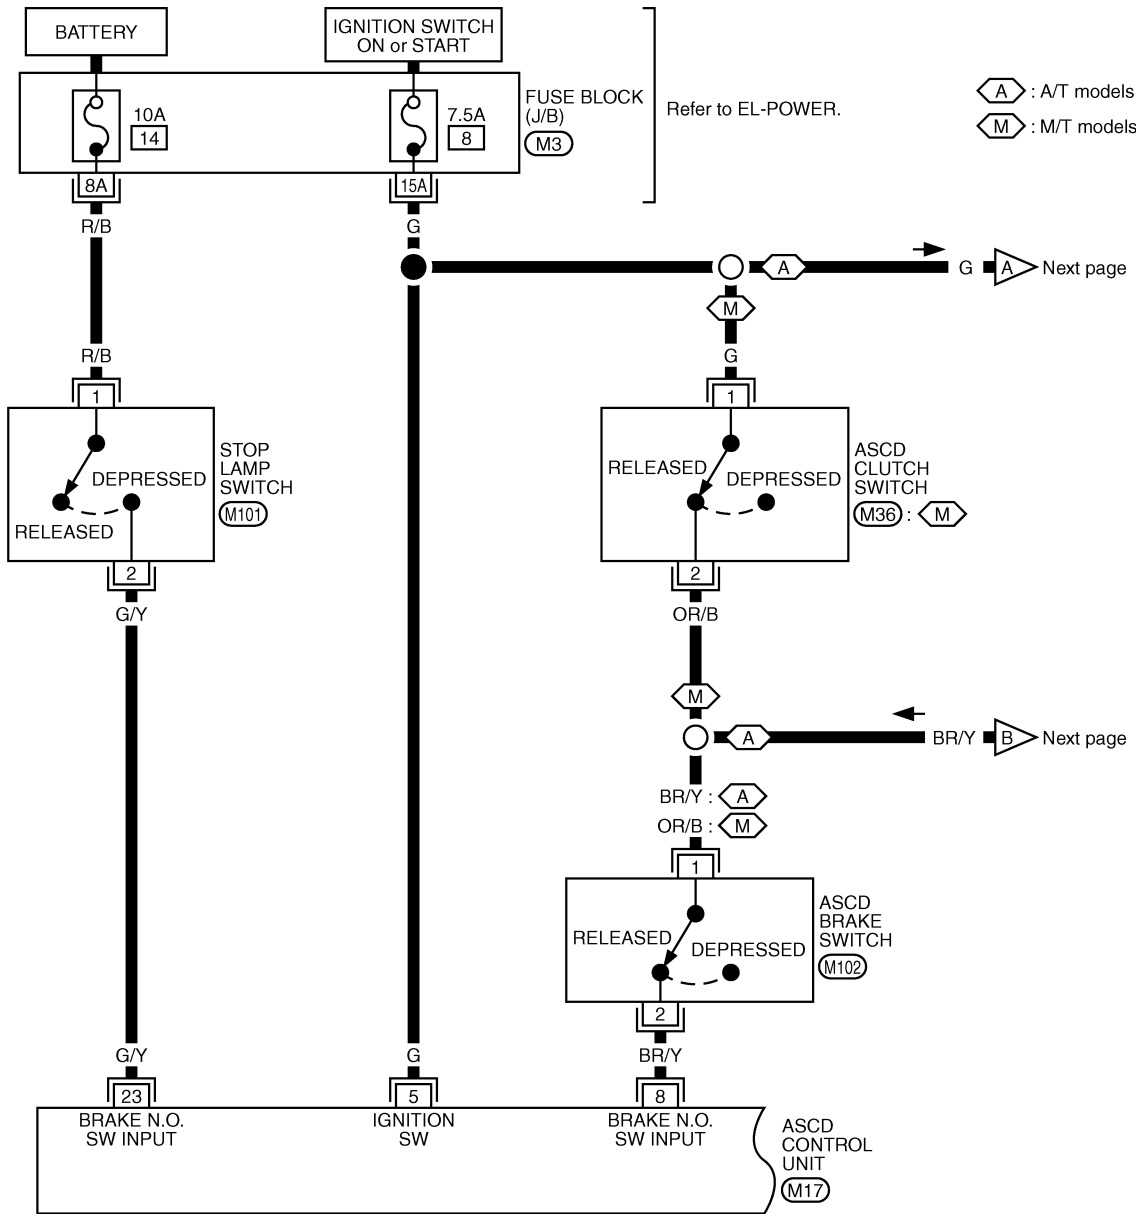 BATTERY
IGNITION SWITCH
ON or START
10A
14
7.5A
8
FUSE BLOCK
(J/B)
M3
Refer to EL-POWER.
A : A/T models
M : M/T models
8A
15A
R/B
G
A
G
A
Next page
M
R/B
G
1
1
STOP
LAMP
SWITCH
M101
DEPRESSED
RELEASED
RELEASED
DEPRESSED
ASCD
CLUTCH
SWITCH
M36 : M
2
2
G/Y
OR/B
M
A
BR/Y
B
Next page
BR/Y : A
OR/B : M
1
RELEASED
DEPRESSED
ASCD
BRAKE
SWITCH
M102
2
G/Y
G
BR/Y
23
5
8
BRAKE N.O.
SW INPUT
IGNITION
SW
BRAKE N.O.
SW INPUT
ASCD
CONTROL
UNIT
M17